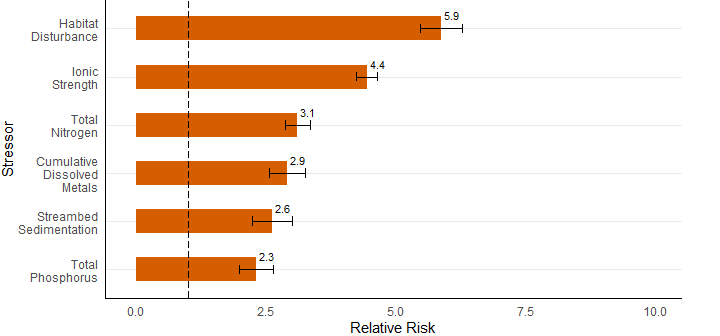 Habitat
Disturbance
5.9
Ionic
Strength
4.4
Total
Nitrogen
3.1
Cumulative
Dissolved
Metals
2.9
Streambed
Sedimentation
2.6
Total
Phosphorus
2.3
Stressor
0.0 2.5 5.0 7.5 10.0
Relative Risk